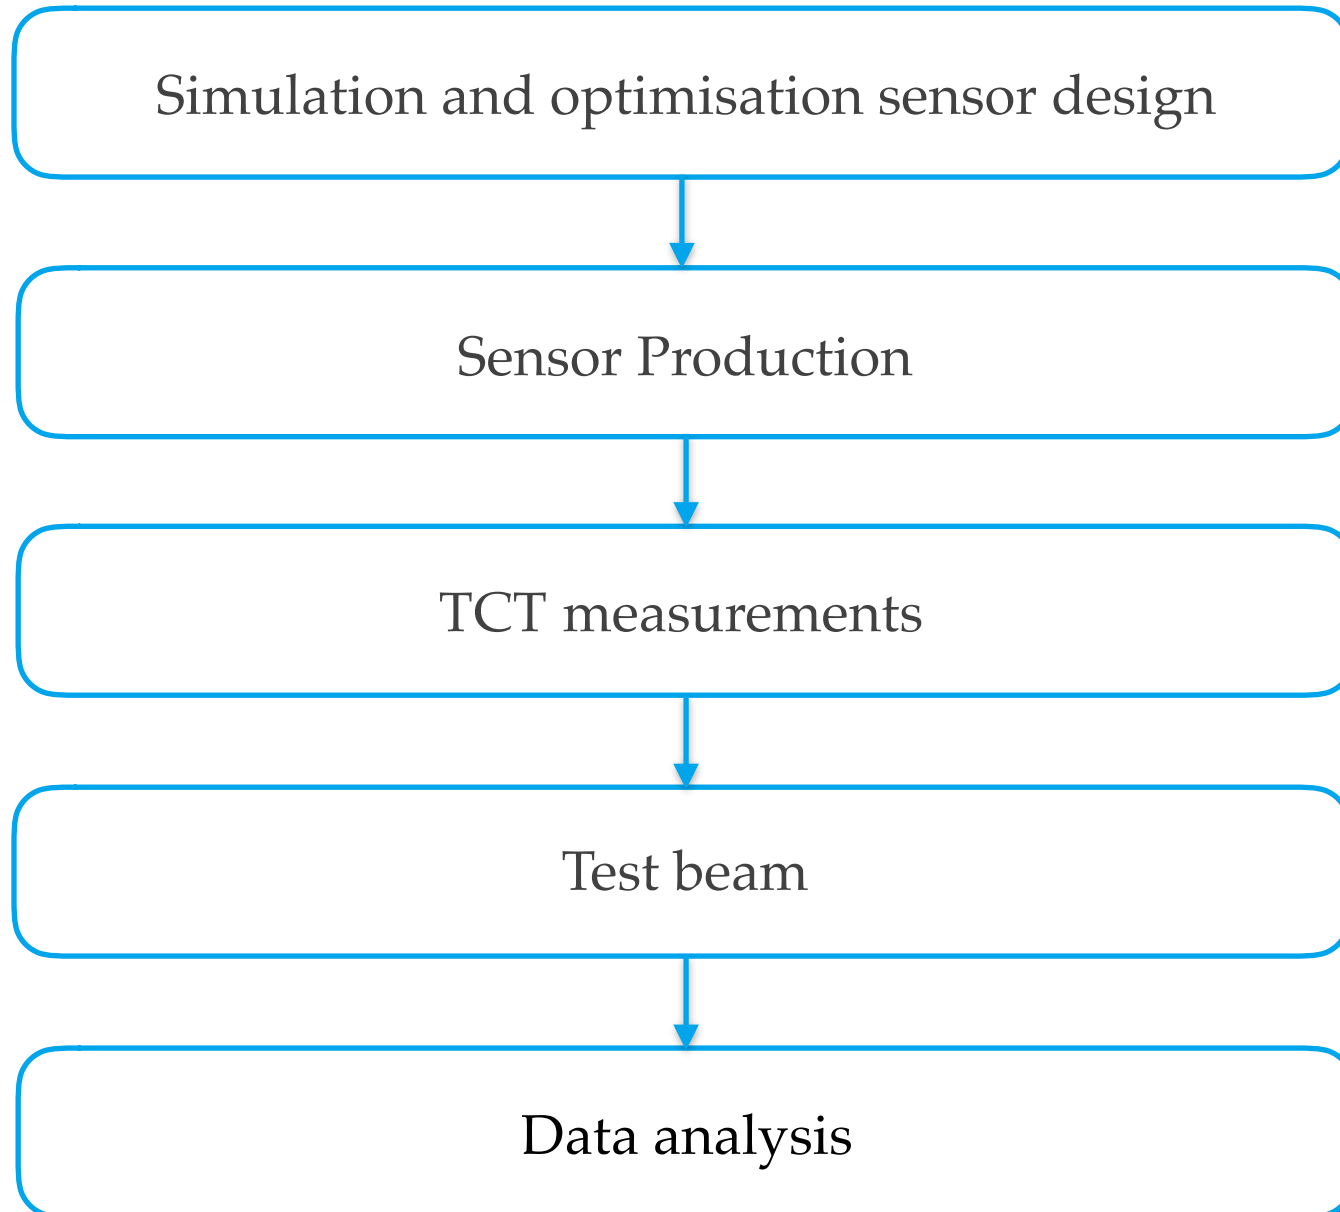 Simulation and optimisation sensor design
Sensor Production
TCT measurements
Test beam
Data analysis